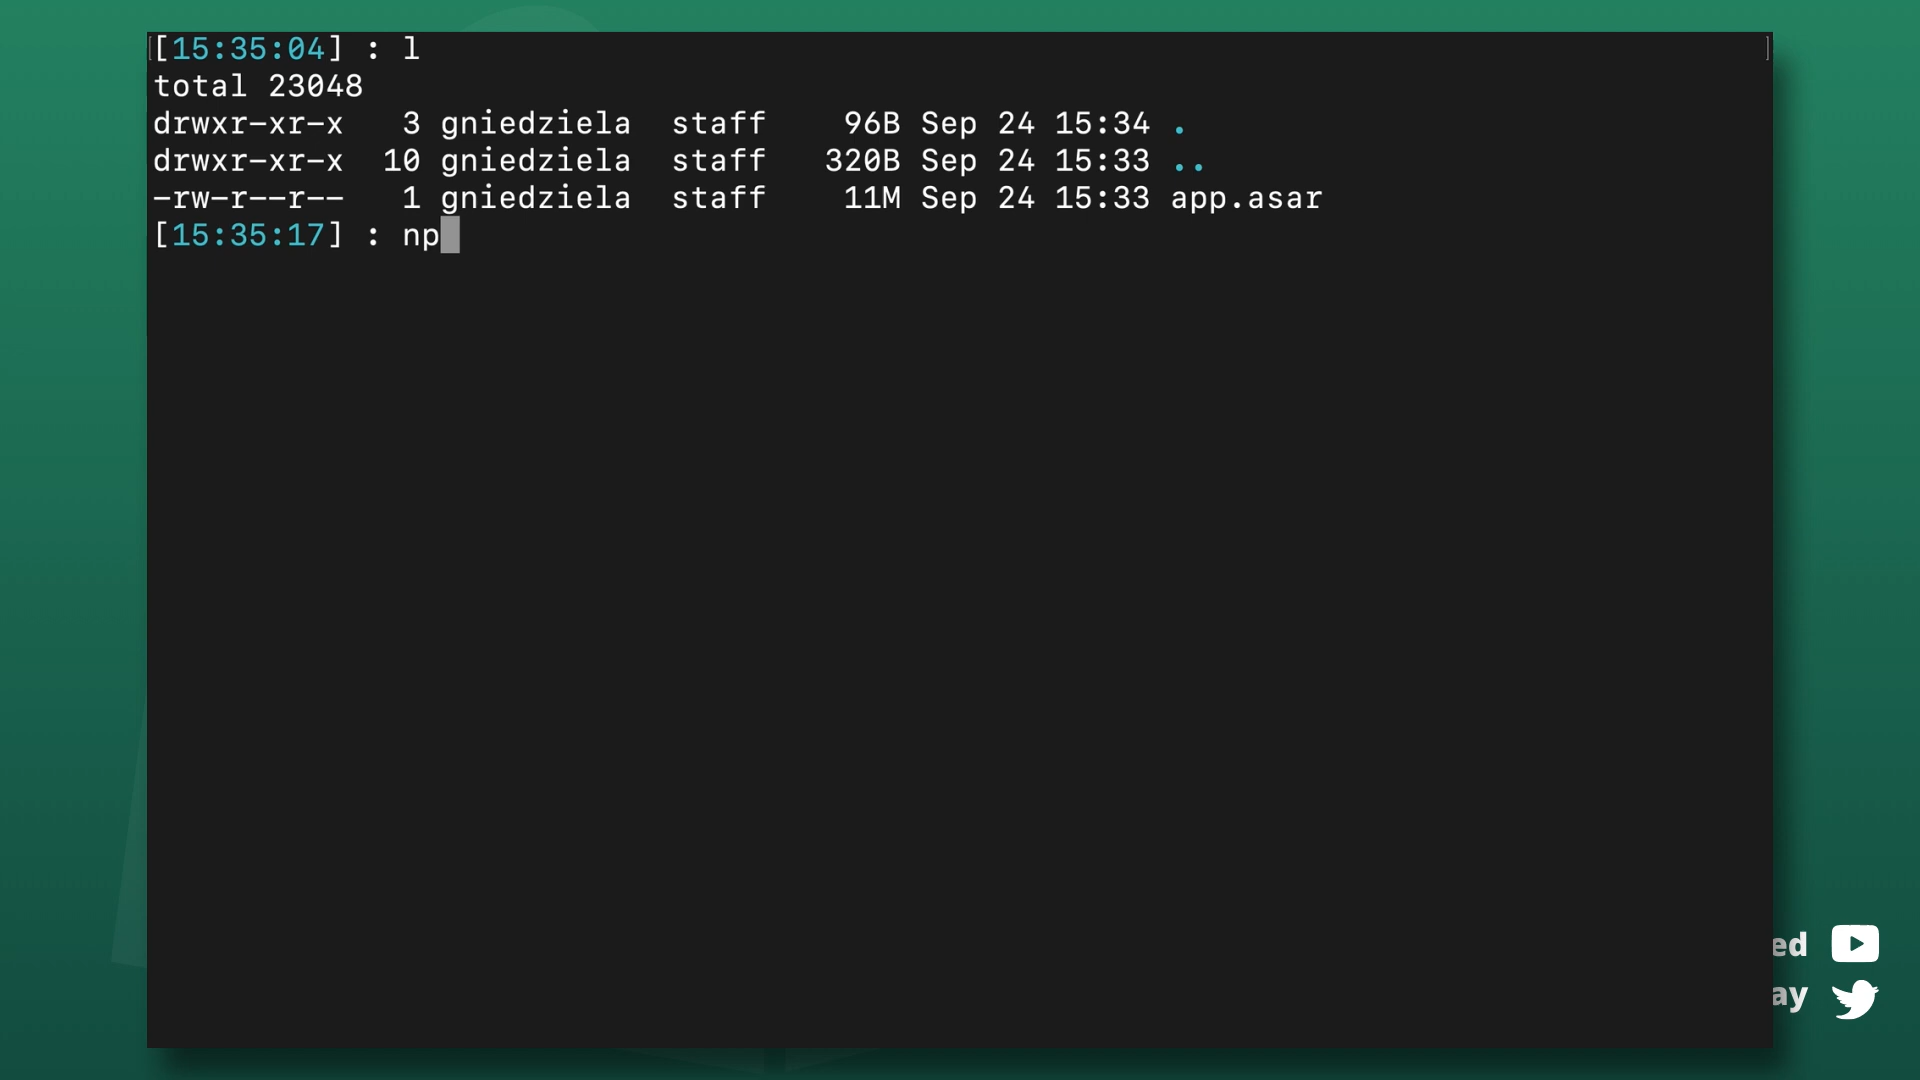 [15:35:04] : l
total 23048
drwxr-xr-x   3 gniedziela  staff    96B Sep 24 15:34 .
drwxr-xr-x  10 gniedziela  staff   320B Sep 24 15:33 ..
-rw-r--r--   1 gniedziela  staff    11M Sep 24 15:33 app.asar
[15:35:17] : np
ed
ay